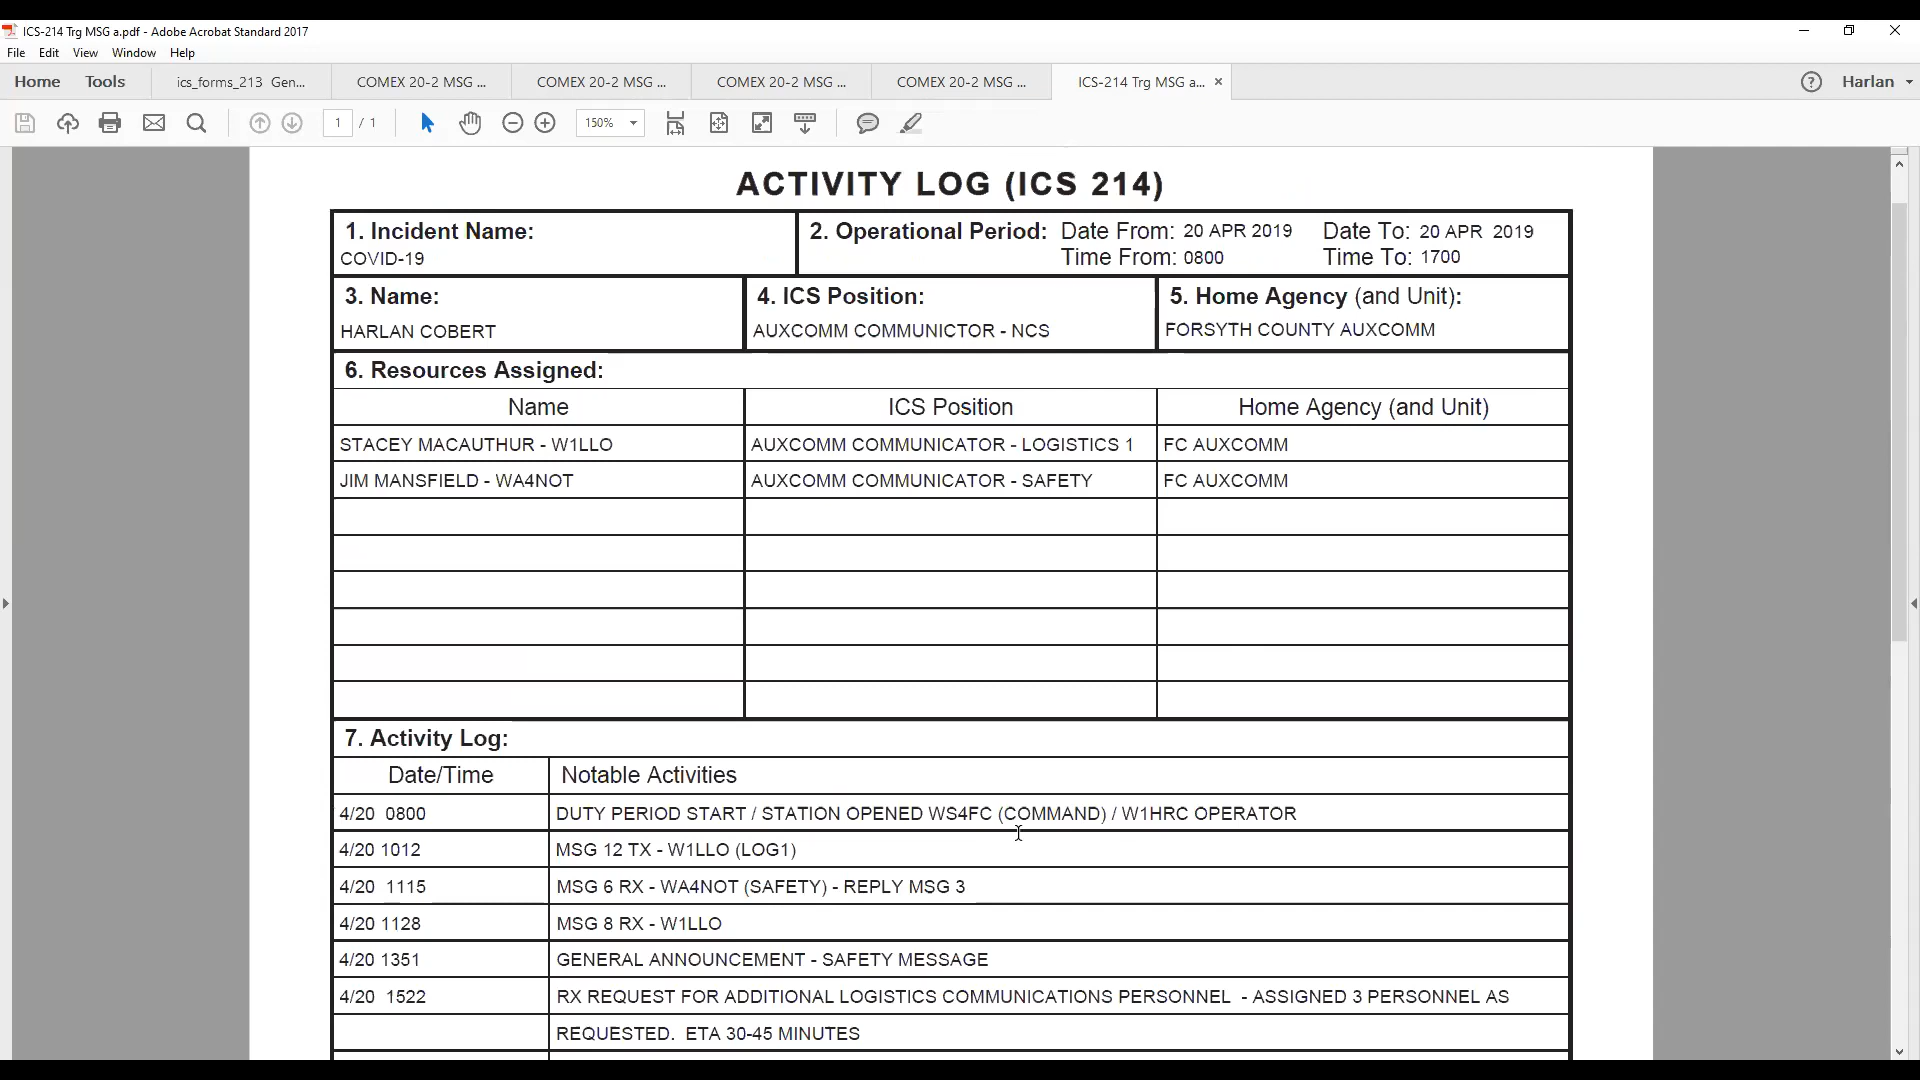 ICS-214 Trg MSG a.pdf - Adobe Acrobat Standard 2017
File Edit View Window Help
Home Tools ics_forms_213 Gen... COMEX 20-2 MSG ... COMEX 20-2 MSG ... COMEX 20-2 MSG ... COMEX 20-2 MSG ... ICS-214 Trg MSG a... × Harlan
1 / 1 150%
ACTIVITY LOG (ICS 214)
1. Incident Name:
COVID-19
2. Operational Period: Date From: 20 APR 2019 Date To: 20 APR 2019
Time From: 0800 Time To: 1700
3. Name:
HARLAN COBERT
4. ICS Position:
AUXCOMM COMMUNICTOR - NCS
5. Home Agency (and Unit):
FORSYTH COUNTY AUXCOMM
6. Resources Assigned:
Name ICS Position Home Agency (and Unit)
STACEY MACAUTHUR - W1LLO AUXCOMM COMMUNICATOR - LOGISTICS 1 FC AUXCOMM
JIM MANSFIELD - WA4NOT AUXCOMM COMMUNICATOR - SAFETY FC AUXCOMM
7. Activity Log:
Date/Time Notable Activities
4/20 0800 DUTY PERIOD START / STATION OPENED WS4FC (COMMAND) / W1HRC OPERATOR
4/20 1012 MSG 12 TX - W1LLO (LOG1)
4/20 1115 MSG 6 RX - WA4NOT (SAFETY) - REPLY MSG 3
4/20 1128 MSG 8 RX - W1LLO
4/20 1351 GENERAL ANNOUNCEMENT - SAFETY MESSAGE
4/20 1522 RX REQUEST FOR ADDITIONAL LOGISTICS COMMUNICATIONS PERSONNEL - ASSIGNED 3 PERSONNEL AS
REQUESTED. ETA 30-45 MINUTES